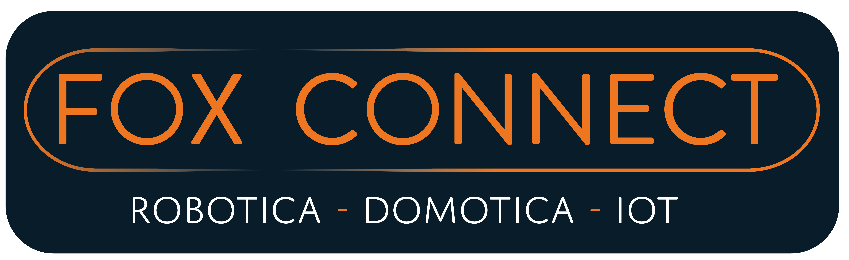 FOX CONNECT
ROBOTICA - DOMOTICA - IOT